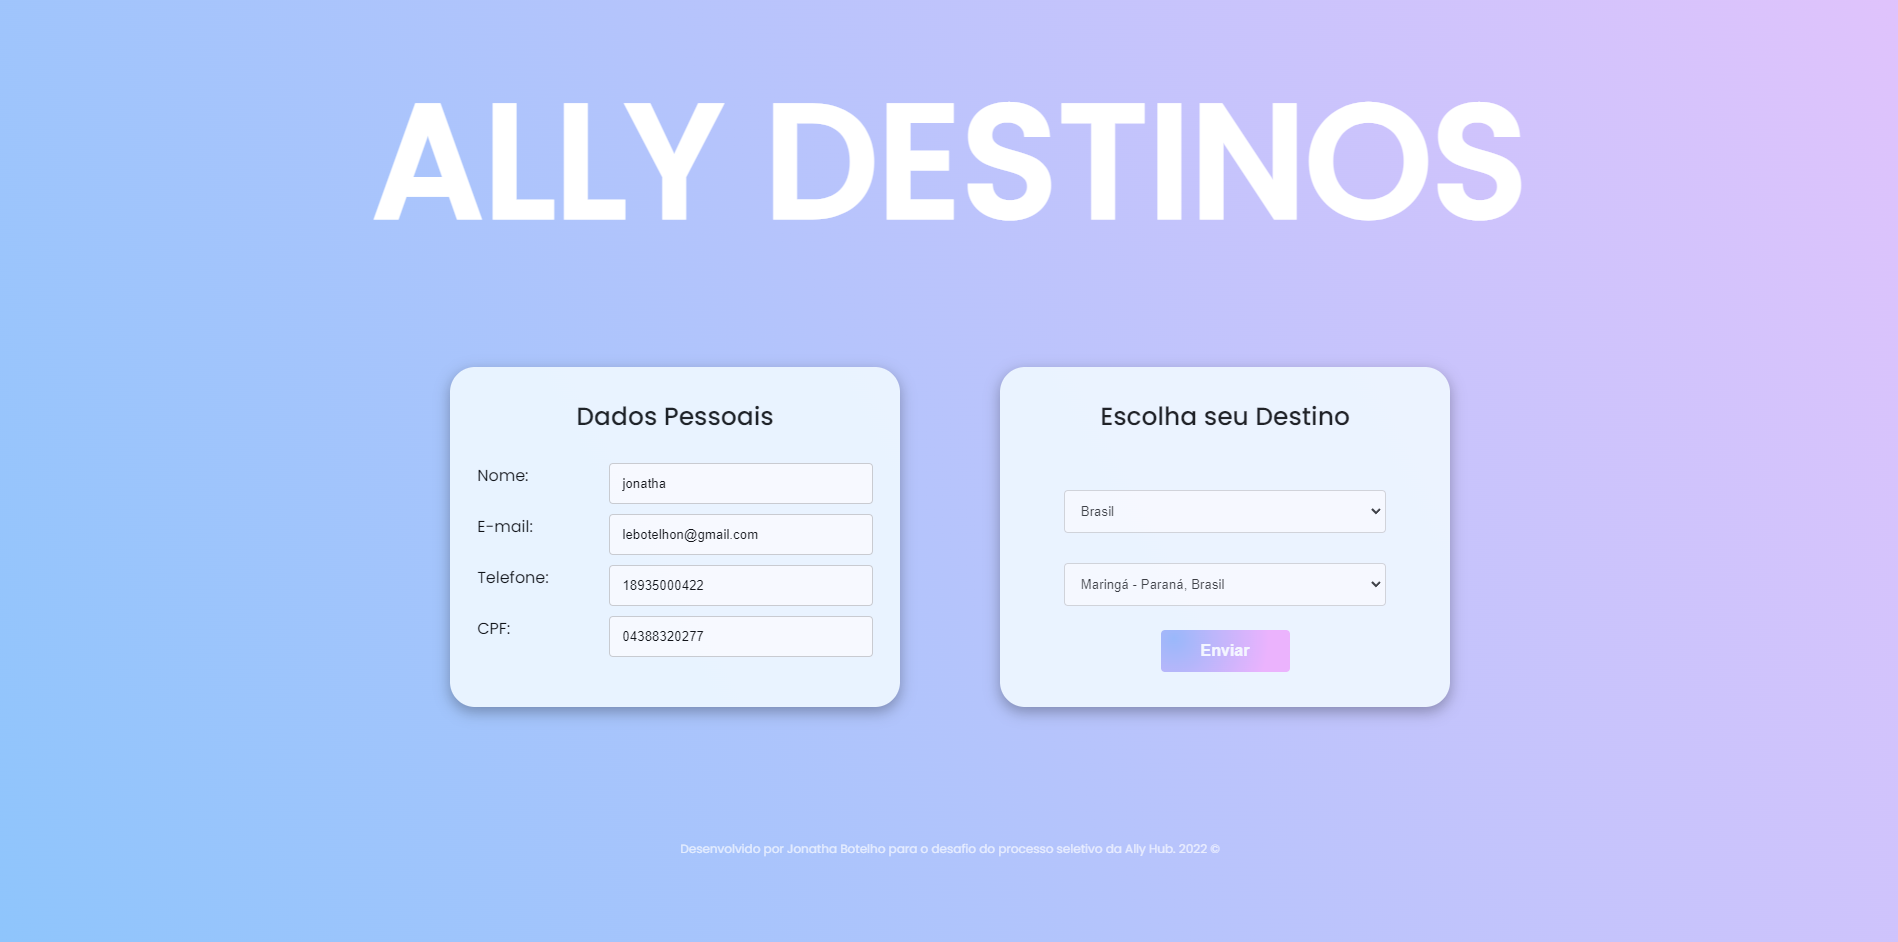 ALLY DESTINOS
Dados Pessoais
Nome:
jonatha
E-mail:
lebotelhon@gmail.com
Telefone:
18935000422
CPF:
04388320277
Escolha seu Destino
Brasil
Maringá - Paraná, Brasil
Enviar
Desenvolvido por Jonatha Botelho para o desafio do processo seletivo da Ally Hub. 2022 ©